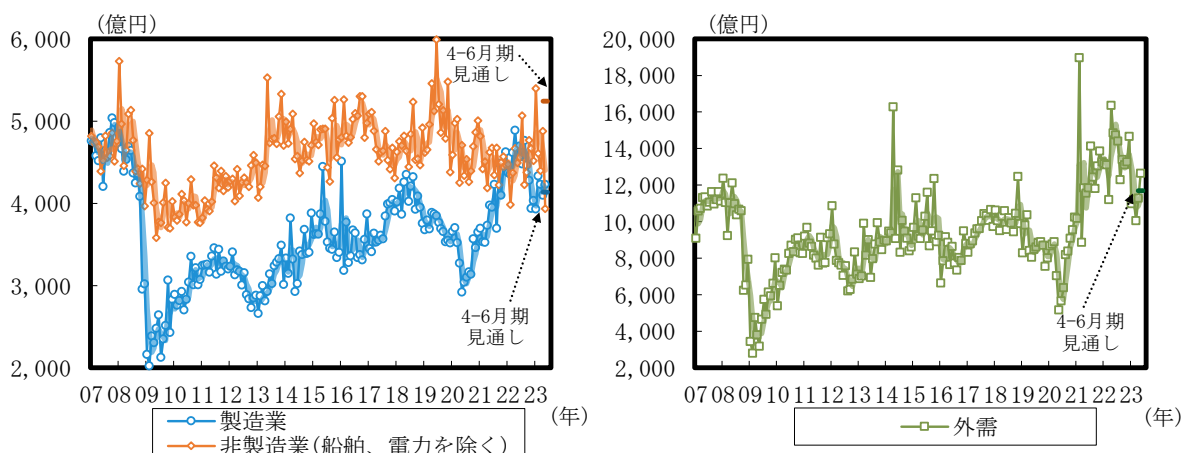 (億円)
6,000
5,000
4,000
3,000
2,000
4-6月期
見通し
4-6月期
見通し
07 08 09 10 11 12 13 14 15 16 17 18 19 20 21 22 23
(年)
製造業
非製造業(船舶、電力を除く)
(億円)
20,000
18,000
16,000
14,000
12,000
10,000
8,000
6,000
4,000
2,000
4-6月期
見通し
07 08 09 10 11 12 13 14 15 16 17 18 19 20 21 22 23
(年)
外需